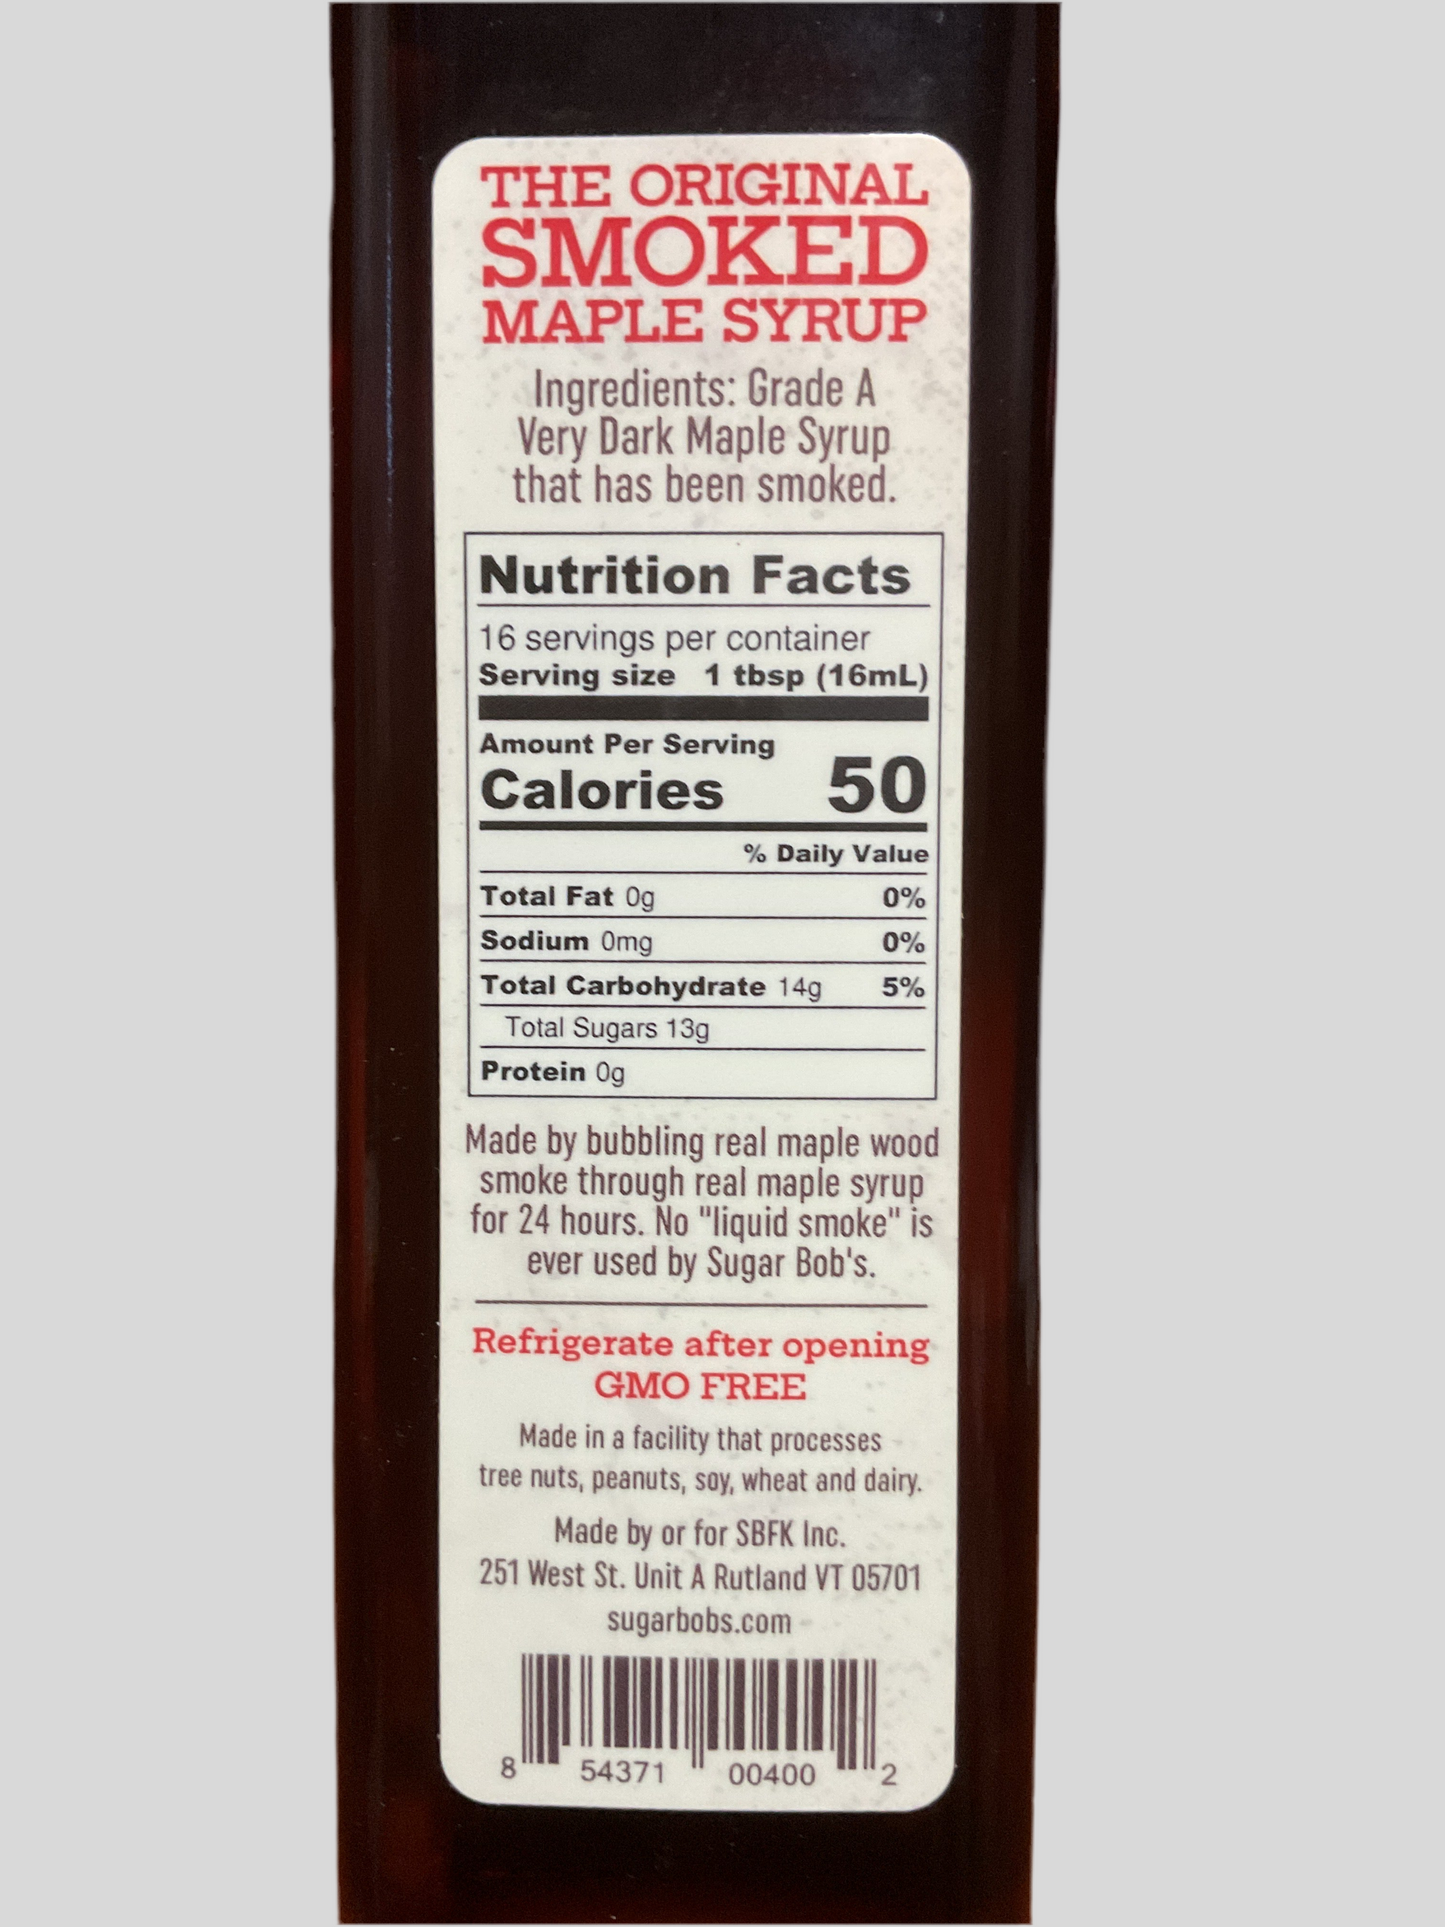 THE ORIGINAL
SMOKED
MAPLE SYRUP
Ingredients: Grade A
Very Dark Maple Syrup
that has been smoked.
Nutrition Facts
16 servings per container
Serving size 1 tbsp (16mL)
Amount Per Serving
Calories 50
% Daily Value
Total Fat 0g 0%
Sodium 0mg 0%
Total Carbohydrate 14g 5%
Total Sugars 13g
Protein 0g
Made by bubbling real maple wood
smoke through real maple syrup
for 24 hours. No "liquid smoke" is
ever used by Sugar Bob's.
Refrigerate after opening
GMO FREE
Made in a facility that processes
tree nuts, peanuts, soy, wheat and dairy.
Made by or for SBFK Inc.
251 West St. Unit A Rutland VT 05701
sugarbobs.com
8 54371 00400 2